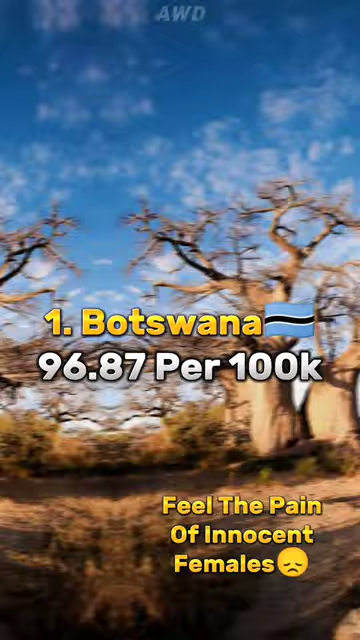 AWD
1. Botswana🇧🇼
96.87 Per 100k
Feel The Pain
Of Innocent
Females😞